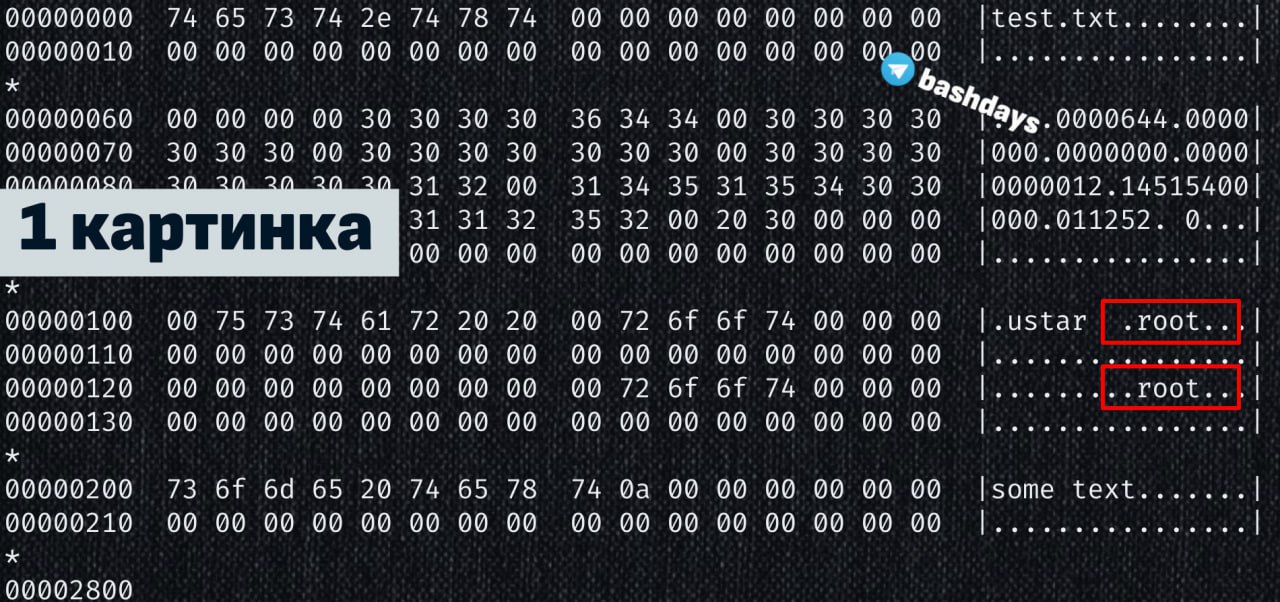 00000000  74 65 73 74 2e 74 78 74  00 00 00 00 00 00 00 00  |test.txt........|
00000010  00 00 00 00 00 00 00 00  00 00 00 00 00 00 00 00  |................|
bashdays
*
00000060  00 00 00 00 30 30 30 30  36 34 34 00 30 30 30 30  |....0000644.0000|
00000070  30 30 30 00 30 30 30 30  30 30 30 00 30 30 30 30  |000.0000000.0000|
00000080  30 30 30 30 30 31 32 00  31 34 35 31 35 34 30 30  |0000012.14515400|
1 картинка
31 31 32  35 32 00 20 30 00 00 00  |000.011252. 0...|
00 00 00  00 00 00 00 00 00 00 00  |................|
*
00000100  00 75 73 74 61 72 20 20  00 72 6f 6f 74 00 00 00  |.ustar  .root...|
00000110  00 00 00 00 00 00 00 00  00 00 00 00 00 00 00 00  |................|
00000120  00 00 00 00 00 00 00 00  00 72 6f 6f 74 00 00 00  |.........root...|
00000130  00 00 00 00 00 00 00 00  00 00 00 00 00 00 00 00  |................|
*
00000200  73 6f 6d 65 20 74 65 78  74 0a 00 00 00 00 00 00  |some text.......|
00000210  00 00 00 00 00 00 00 00  00 00 00 00 00 00 00 00  |................|
*
00002800